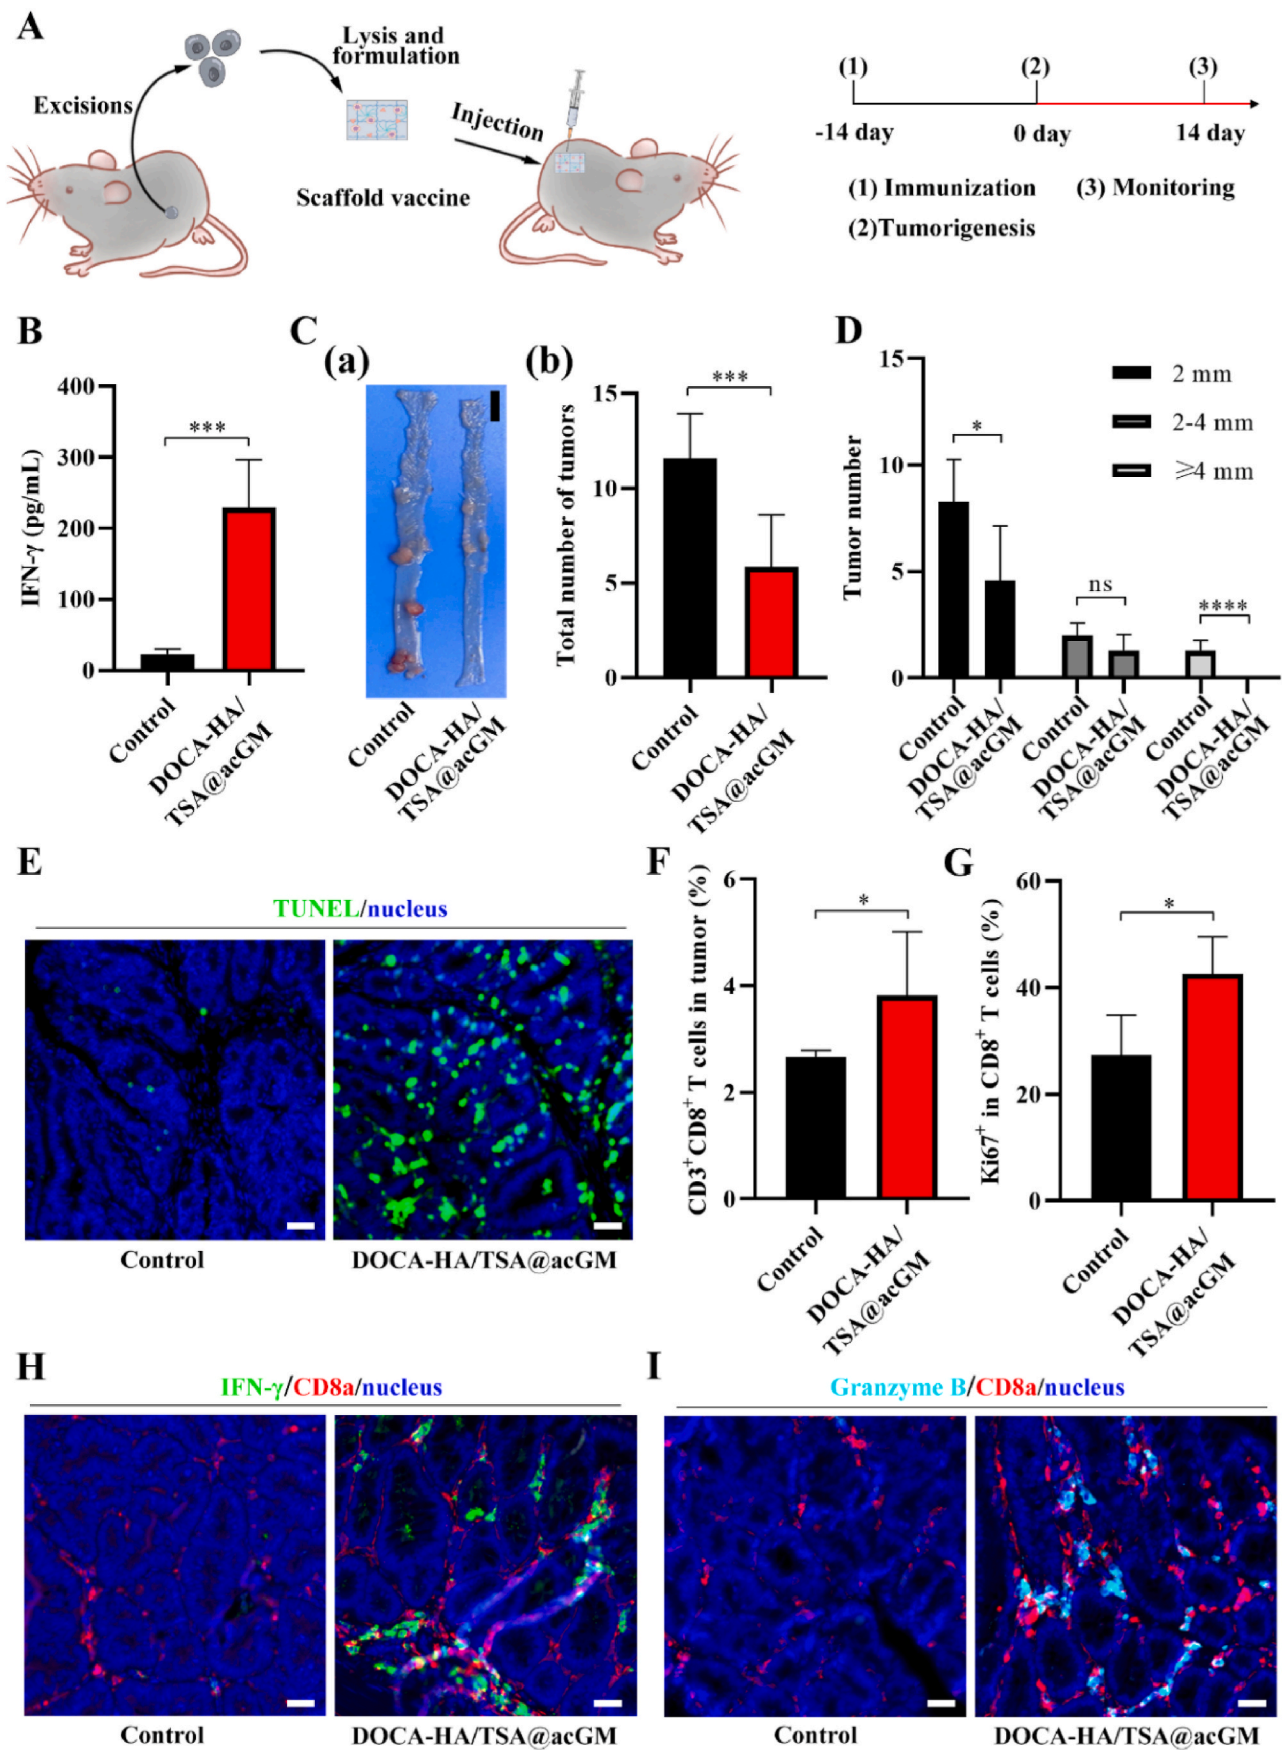 A
Lysis and
formulation
Excisions
Injection
Scaffold vaccine
(1)
(2)
(3)
-14 day
0 day
14 day
(1) Immunization
(3) Monitoring
(2)Tumorigenesis
B
400
300
200
100
0
IFN-γ (pg/mL)
***
Control
DOCA-HA/
TSA@acGM
C
(a)
Control
DOCA-HA/
TSA@acGM
(b)
15
10
5
0
Total number of tumors
***
Control
DOCA-HA/
TSA@acGM
D
15
10
5
0
Tumor number
2 mm
2-4 mm
≥4 mm
*
ns
****
Control
DOCA-HA/
TSA@acGM
Control
DOCA-HA/
TSA@acGM
Control
DOCA-HA/
TSA@acGM
E
TUNEL/nucleus
Control
DOCA-HA/TSA@acGM
F
6
4
2
0
CD3⁺CD8⁺ T cells in tumor (%)
*
Control
DOCA-HA/
TSA@acGM
G
60
40
20
0
Ki67⁺ in CD8⁺ T cells (%)
*
Control
DOCA-HA/
TSA@acGM
H
IFN-γ/CD8a/nucleus
Control
DOCA-HA/TSA@acGM
I
Granzyme B/CD8a/nucleus
Control
DOCA-HA/TSA@acGM